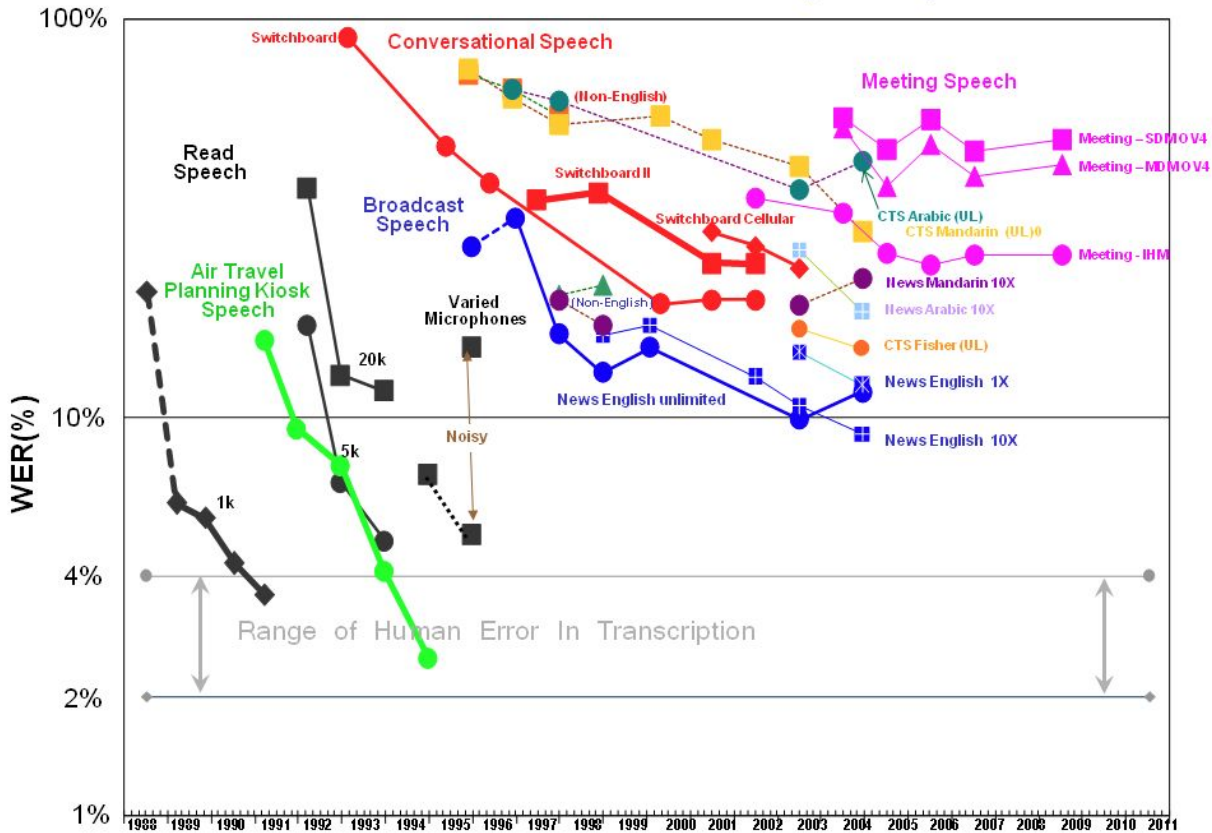 100%
Switchboard
Conversational Speech
Meeting Speech
(Non-English)
Read
Speech
Meeting – SDM OV4
Meeting – MDM OV4
Switchboard II
Broadcast
Speech
Switchboard Cellular
CTS Arabic (UL)
CTS Mandarin (UL)0
Meeting - IHM
Air Travel
Planning Kiosk
Speech
Varied
Microphones
(Non-English)
News Mandarin 10X
News Arabic 10X
20k
CTS Fisher (UL)
News English 1X
News English unlimited
10%
Noisy
News English 10X
5k
1k
WER(%)
4%
Range of Human Error In Transcription
2%
1%
1988 1989 1990 1991 1992 1993 1994 1995 1996 1997 1998 1999 2000 2001 2002 2003 2004 2005 2006 2007 2008 2009 2010 2011